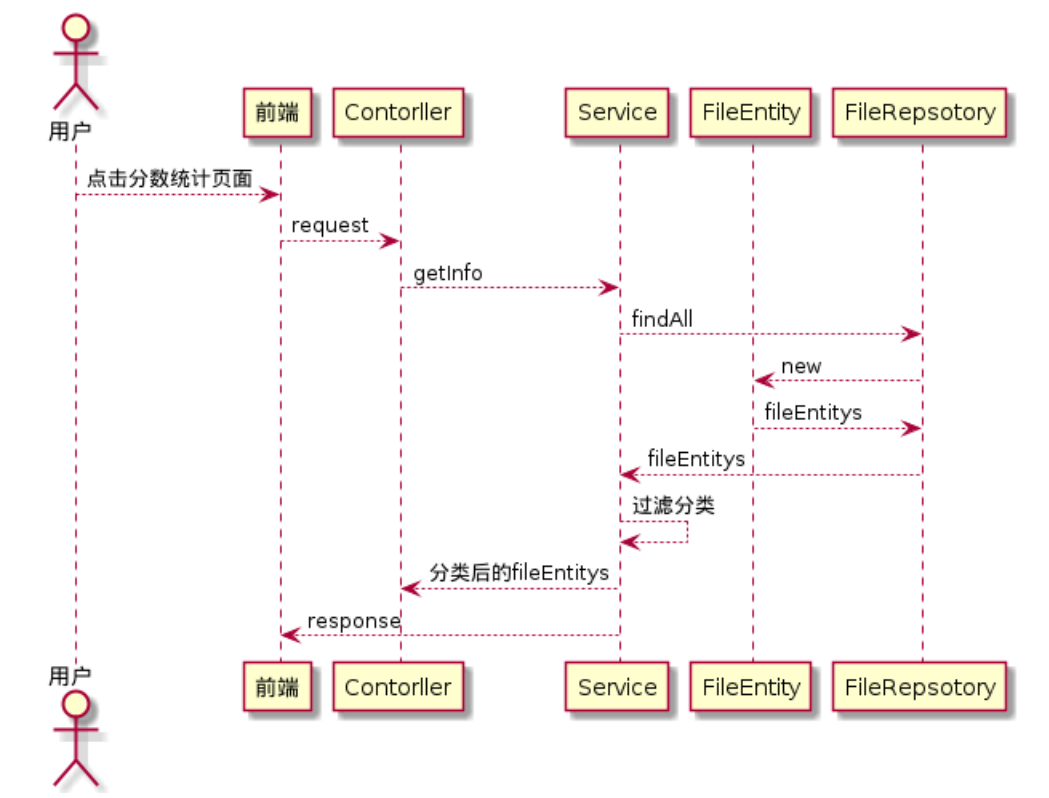 用户
前端
Contorller
Service
FileEntity
FileRepsotory
点击分数统计页面
request
getInfo
findAll
new
fileEntitys
fileEntitys
过滤分类
分类后的fileEntitys
response
用户
前端
Contorller
Service
FileEntity
FileRepsotory